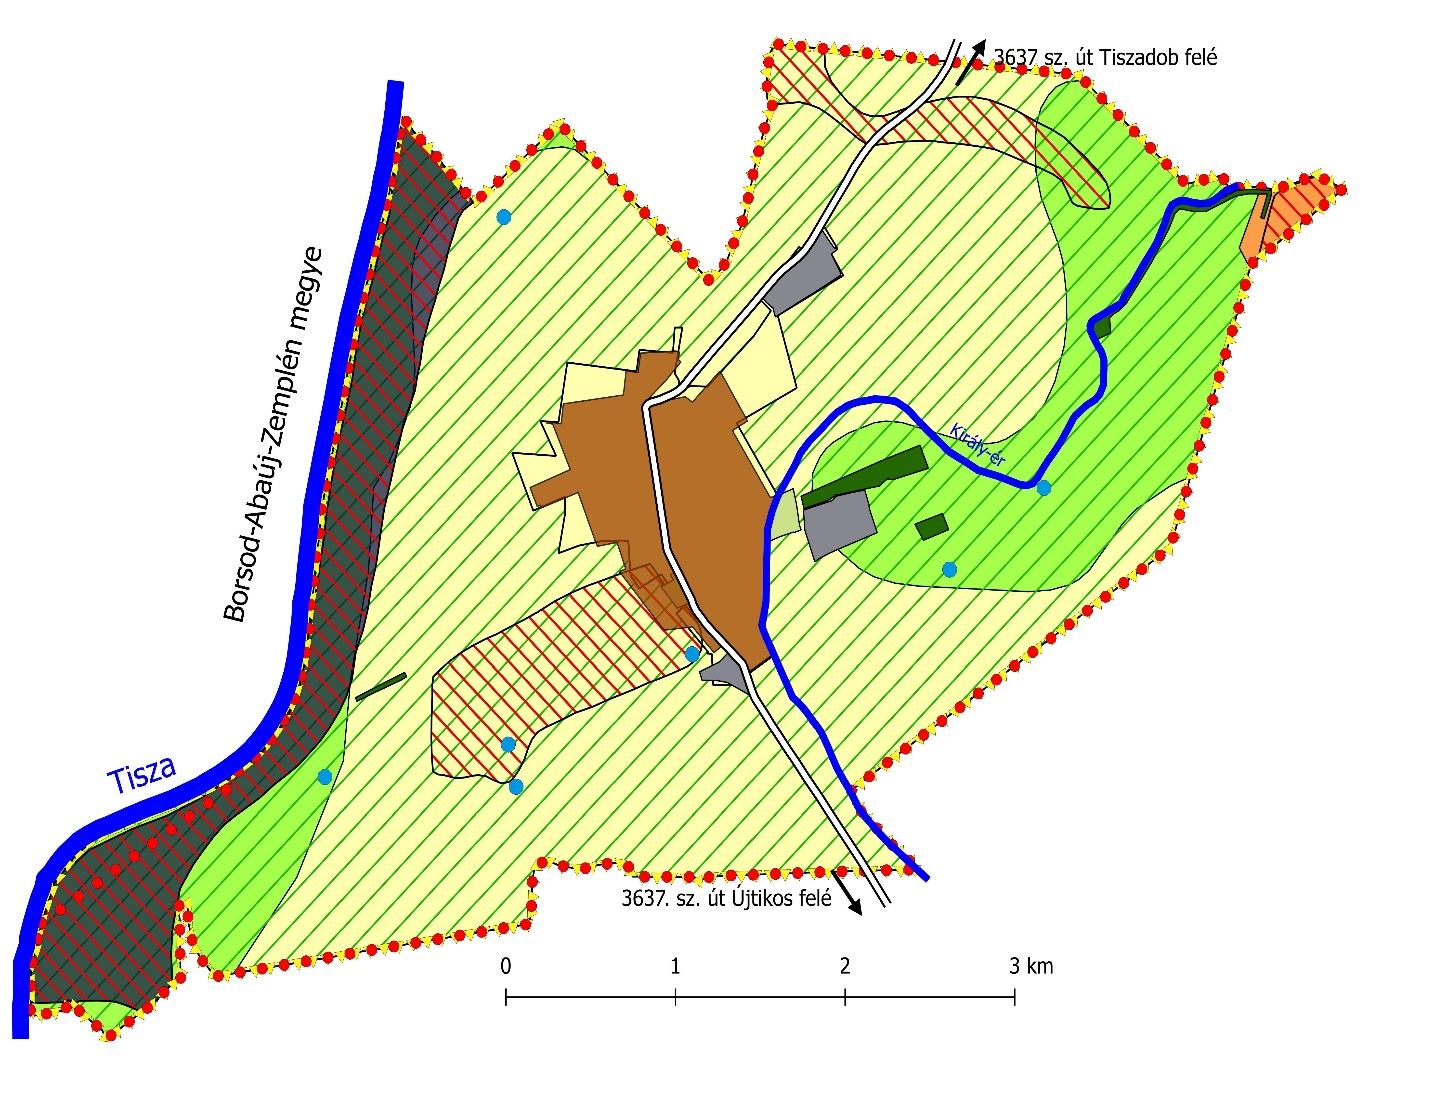 3637 sz. út Tiszadob felé
Borsod-Abaúj-Zemplén megye
Király-ér
Tisza
3637. sz. út Újtikos felé
0 1 2 3 km